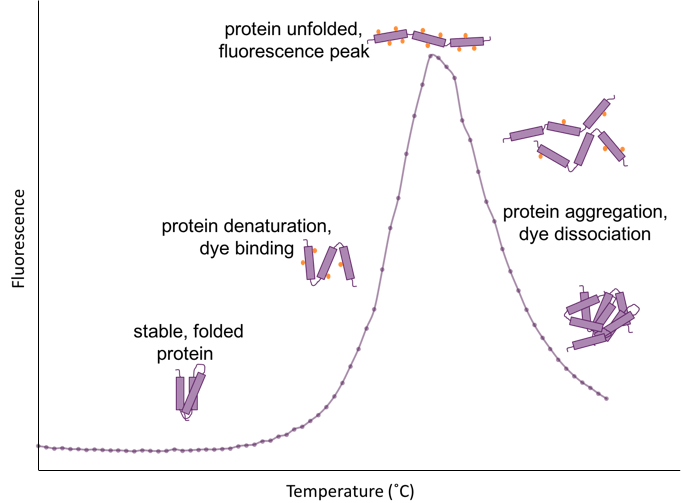 protein unfolded,
fluorescence peak
protein aggregation,
dye dissociation
protein denaturation,
dye binding
stable, folded
protein
Fluorescence
Temperature (˚C)